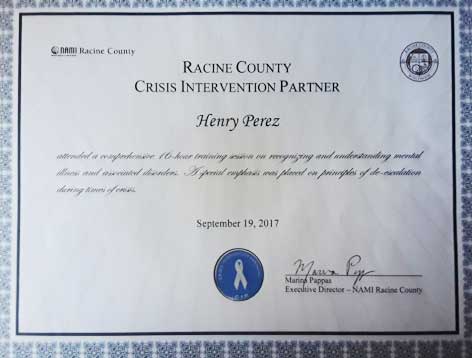 NAMI Racine County
RACINE COUNTY
CRISIS INTERVENTION PARTNER
Henry Perez
attended a comprehensive 16-hour training session on recognizing and understanding mental
illness and associated disorders. A special emphasis was placed on principles of de-escalation
during times of crisis.
September 19, 2017
Marina Pappas
Executive Director – NAMI Racine County